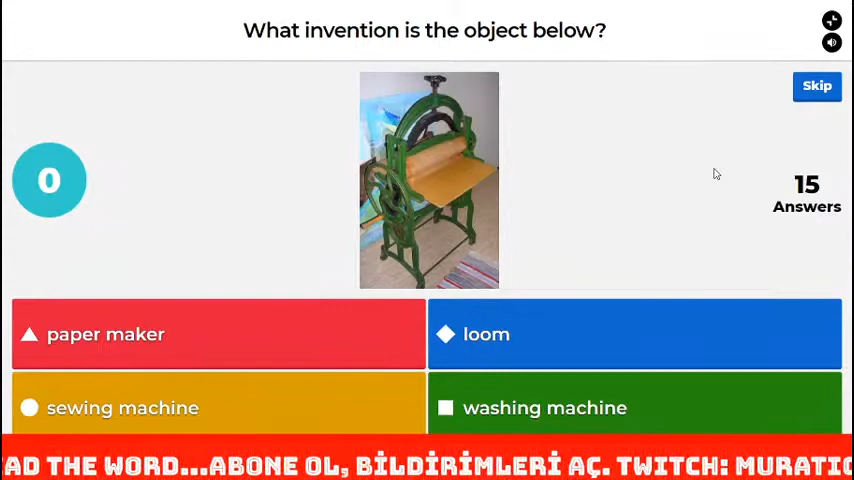 What invention is the object below?
Skip
0
15
Answers
paper maker
loom
sewing machine
washing machine
AD THE WORD...ABONE OL, BİLDİRİMLERİ AÇ. TWITCH: MURATIO